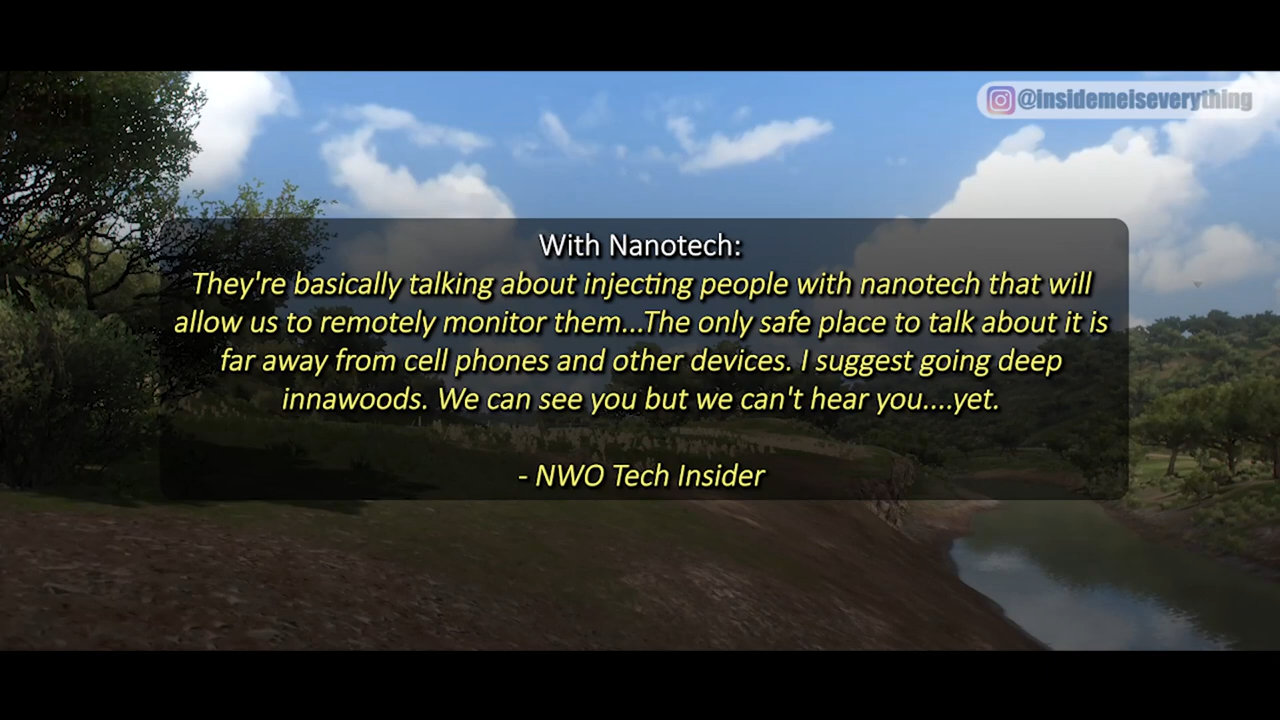 @insidemeiseverything
With Nanotech:
They're basically talking about injecting people with nanotech that will
allow us to remotely monitor them...The only safe place to talk about it is
far away from cell phones and other devices. I suggest going deep
innawoods. We can see you but we can't hear you....yet.
- NWO Tech Insider